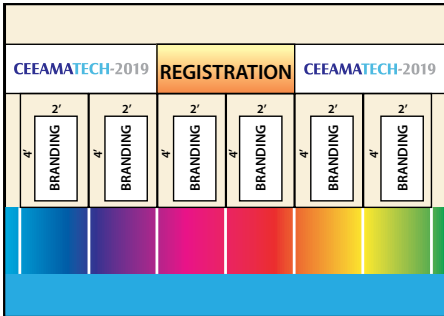 CEEAMATECH-2019 REGISTRATION CEEAMATECH-2019
2' 2' 2' 2' 2' 2'
4' BRANDING 4' BRANDING 4' BRANDING 4' BRANDING 4' BRANDING 4' BRANDING